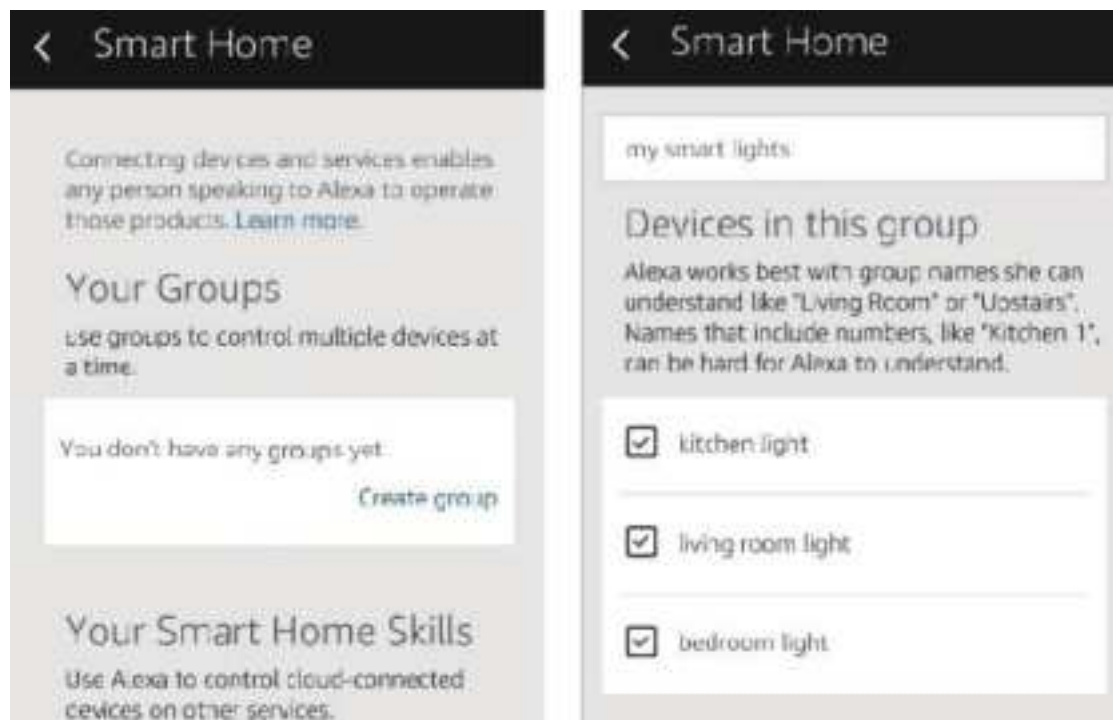 Smart Home
Connecting devices and services enables
any person speaking to Alexa to operate
those products. Learn more.
Your Groups
Use groups to control multiple devices at
a time.
You don't have any groups yet
Create group
Your Smart Home Skills
Use Alexa to control cloud-connected
devices on other services.
Smart Home
my smart lights
Devices in this group
Alexa works best with group names she can
understand like "Living Room" or "Upstairs".
Names that include numbers, like "Kitchen 1",
can be hard for Alexa to understand.
kitchen light
living room light
bedroom light